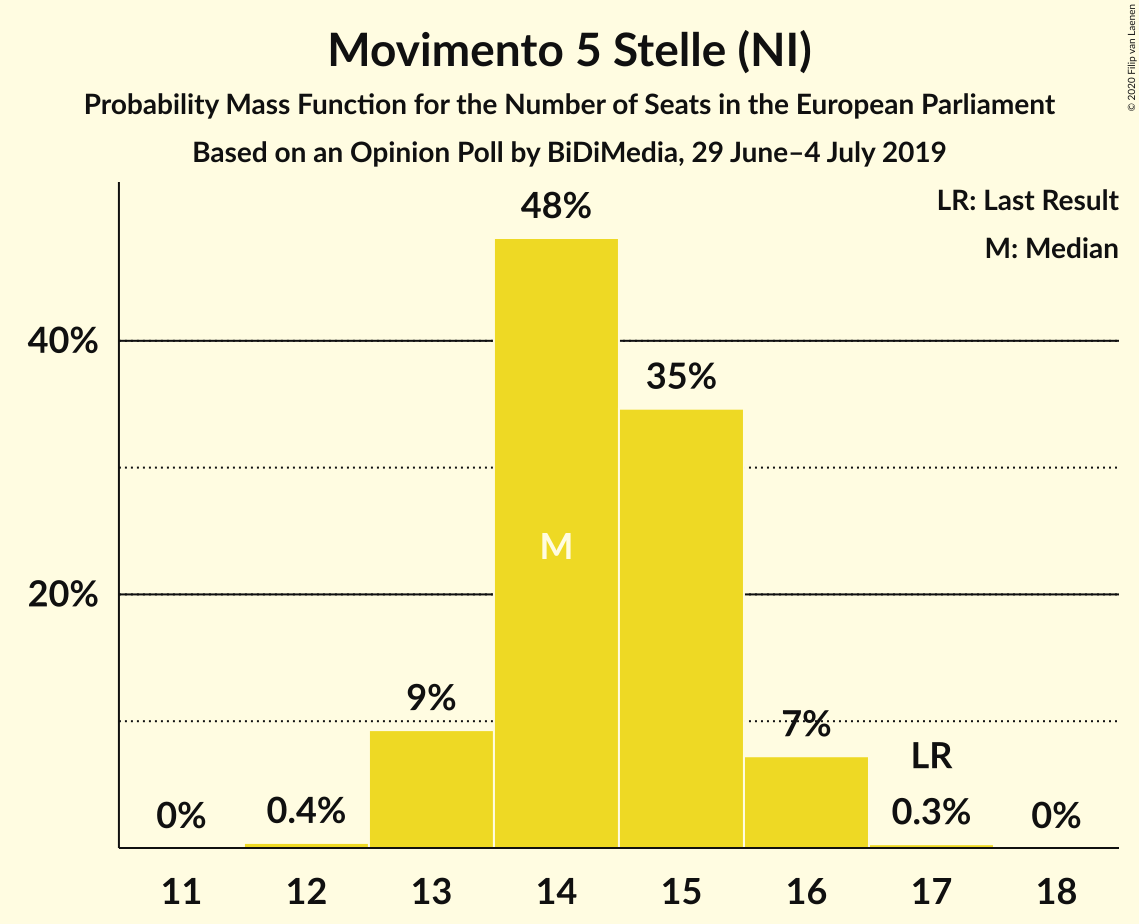 Movimento 5 Stelle (NI)
Probability Mass Function for the Number of Seats in the European Parliament
Based on an Opinion Poll by BiDiMedia, 29 June–4 July 2019
© 2020 Filip van Laenen
LR: Last Result
M: Median
48%
40%
35%
M
20%
9%
7%
LR
0%
0.4%
0.3%
0%
11 12 13 14 15 16 17 18